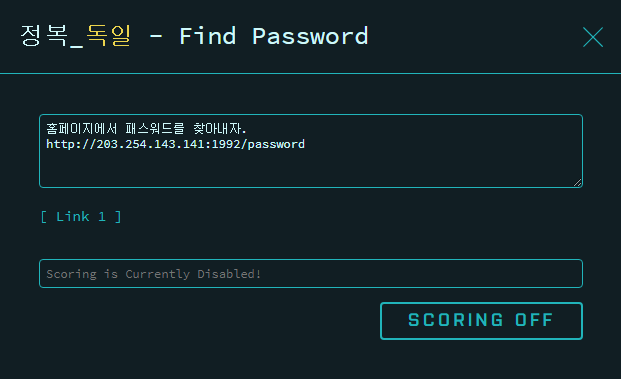 정복_독일 - Find Password
홈페이지에서 패스워드를 찾아내자.
http://203.254.143.141:1992/password
[ Link 1 ]
Scoring is Currently Disabled!
SCORING OFF